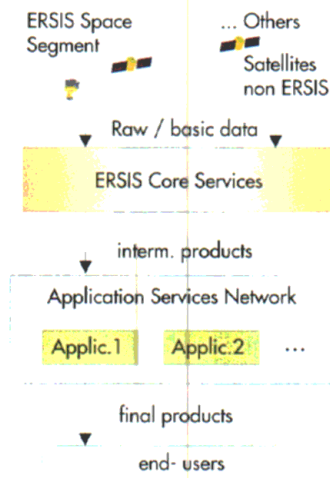 ERSIS Space
Segment
... Others
Satellites
non ERSIS
Raw / basic data
ERSIS Core Services
interm. products
Application Services Network
Applic.1
Applic.2
...
final products
end- users